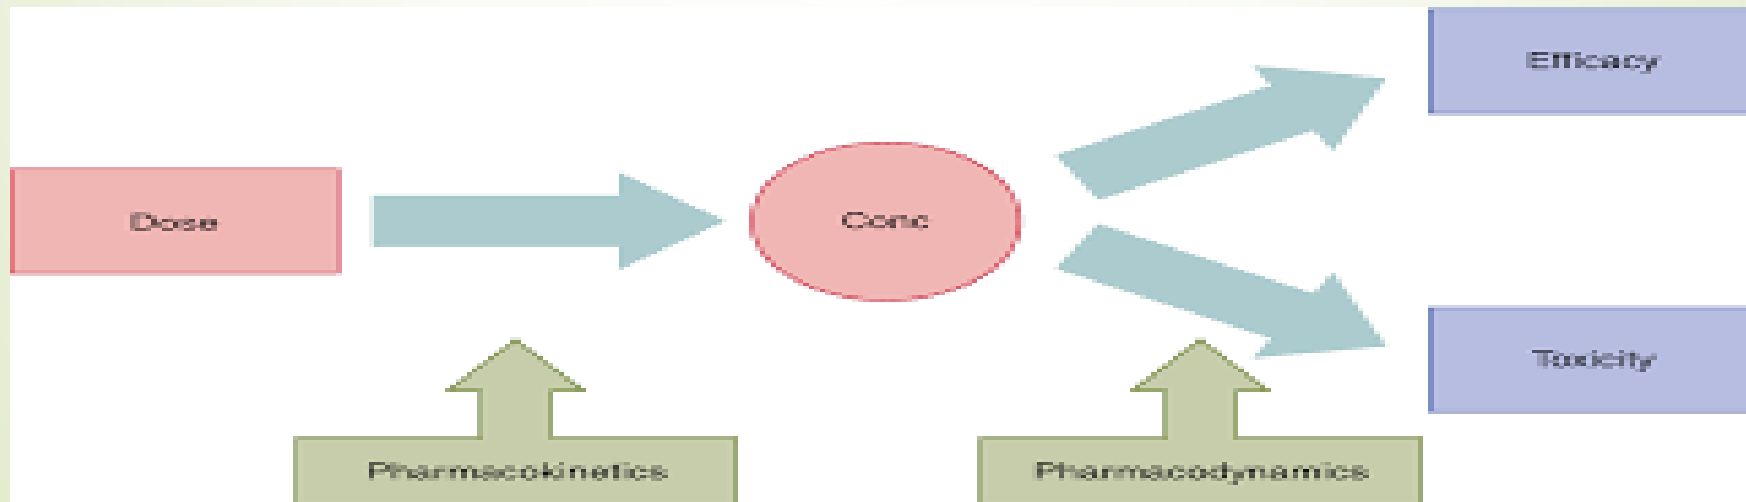 Efficacy
Dose
Conc
Toxicity
Pharmacokinetics
Pharmacodynamics